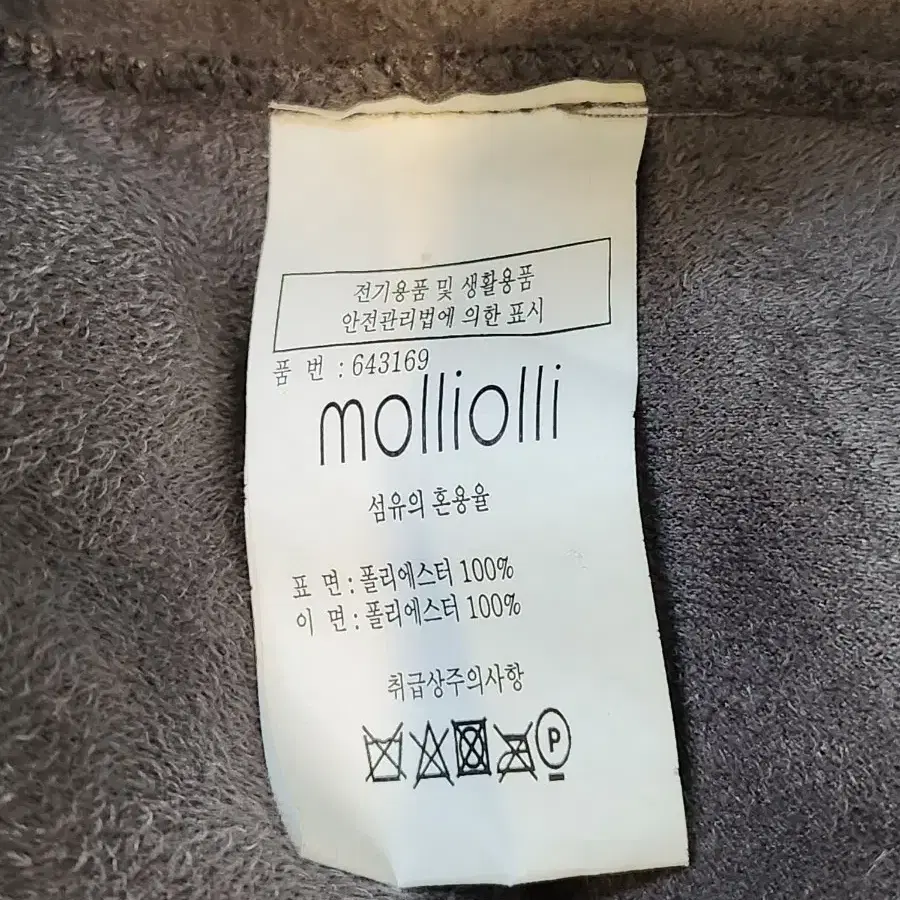 전기용품 및 생활용품
안전관리법에 의한 표시
품 번 : 643169
molliolli
섬유의 혼용율
표 면 : 폴리에스터 100%
이 면 : 폴리에스터 100%
취급상주의사항
P